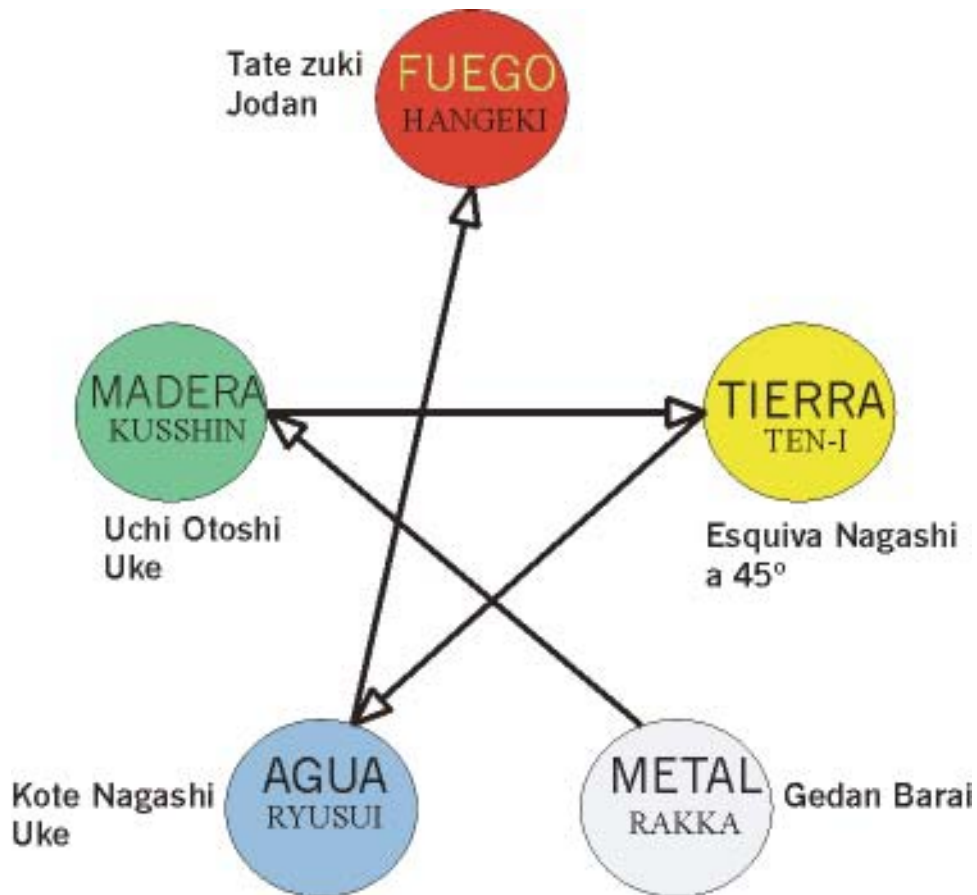 Tate zuki
Jodan
FUEGO
HANGEKI
MADERA
KUSSHIN
Uchi Otoshi
Uke
TIERRA
TEN-I
Esquiva Nagashi
a 45º
Kote Nagashi
Uke
AGUA
RYUSUI
METAL
RAKKA
Gedan Barai